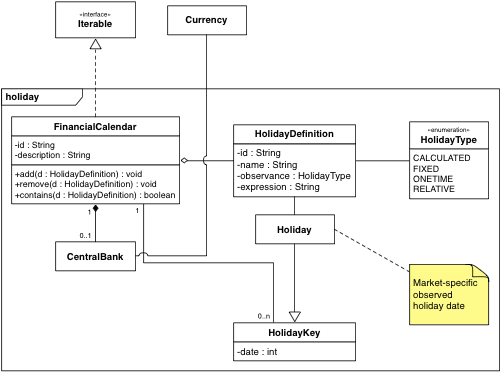 «interface»
Iterable
Currency
holiday
FinancialCalendar
-id : String
-description : String
+add(d : HolidayDefinition) : void
+remove(d : HolidayDefinition) : void
+contains(d : HolidayDefinition) : boolean
HolidayDefinition
-id : String
-name : String
-observance : HolidayType
-expression : String
«enumeration»
HolidayType
CALCULATED
FIXED
ONETIME
RELATIVE
1
1
0..1
CentralBank
Holiday
Market-specific
observed
holiday date
0..n
HolidayKey
-date : int